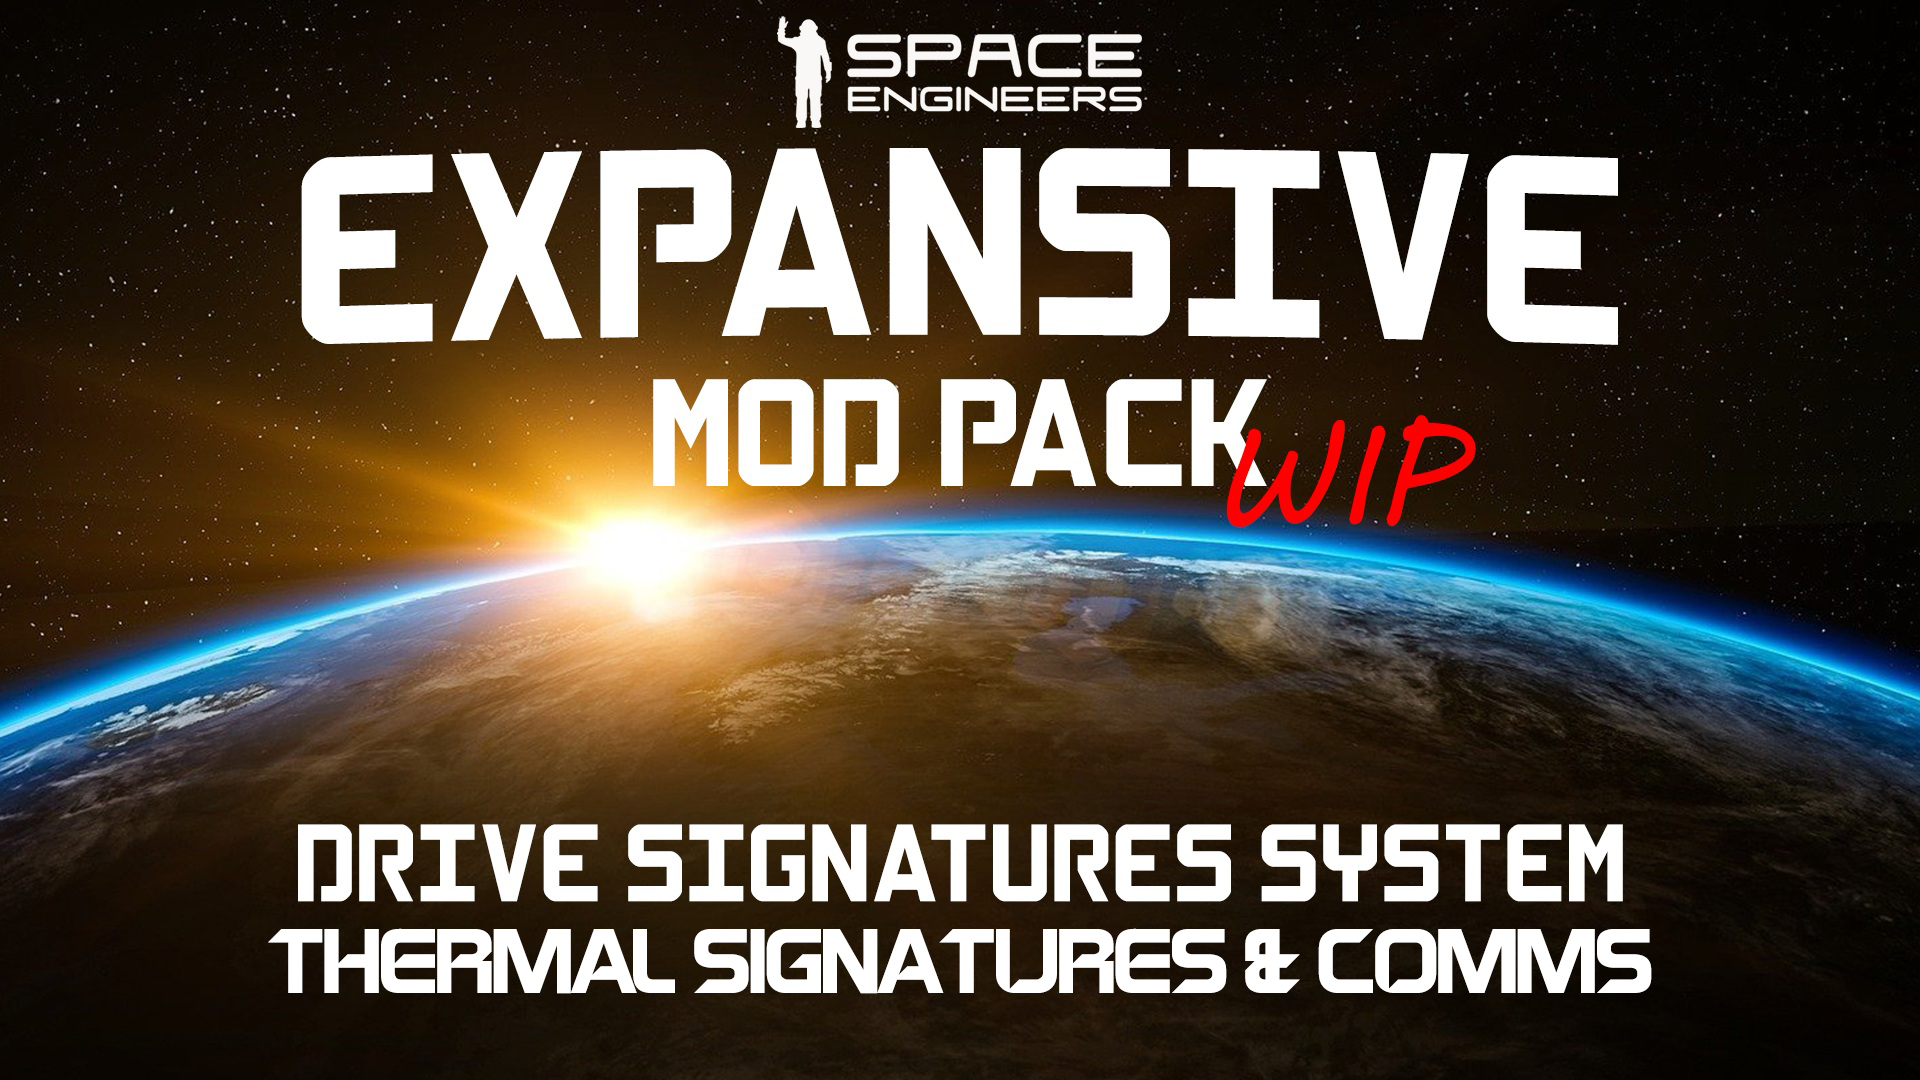 SPACE
ENGINEERS
EXPANSIVE
MOD PACK
WIP
DRIVE SIGNATURES SYSTEM
THERMAL SIGNATURES & COMMS